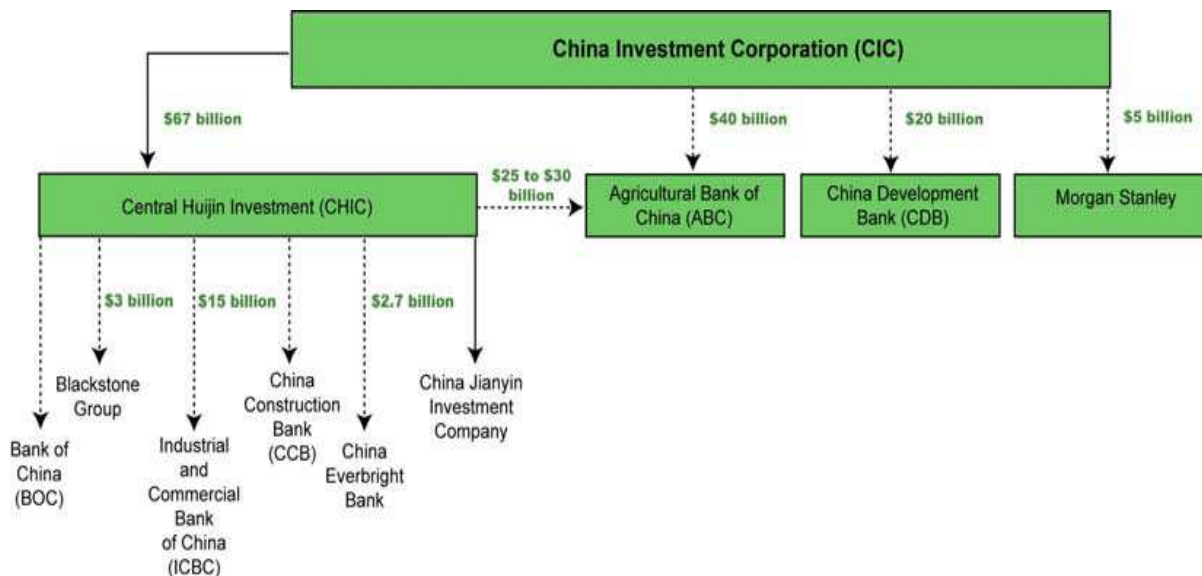 China Investment Corporation (CIC)
$67 billion
$40 billion
$20 billion
$5 billion
Central Huijin Investment (CHIC)
$25 to $30
billion
Agricultural Bank of
China (ABC)
China Development
Bank (CDB)
Morgan Stanley
$3 billion
$15 billion
$2.7 billion
Bank of
China
(BOC)
Blackstone
Group
Industrial
and
Commercial
Bank
of China
(ICBC)
China
Construction
Bank
(CCB)
China
Everbright
Bank
China Jianyin
Investment
Company